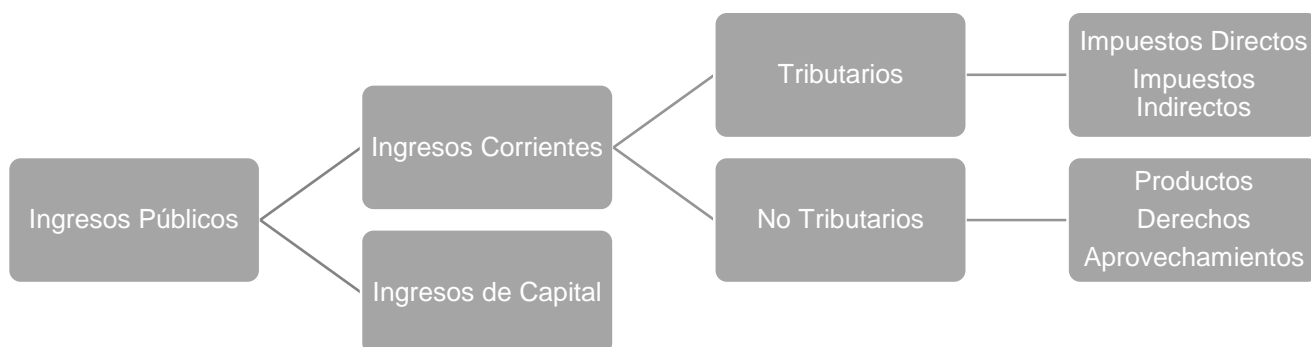 Ingresos Públicos
Ingresos Corrientes
Ingresos de Capital
Tributarios
No Tributarios
Impuestos Directos
Impuestos
Indirectos
Productos
Derechos
Aprovechamientos